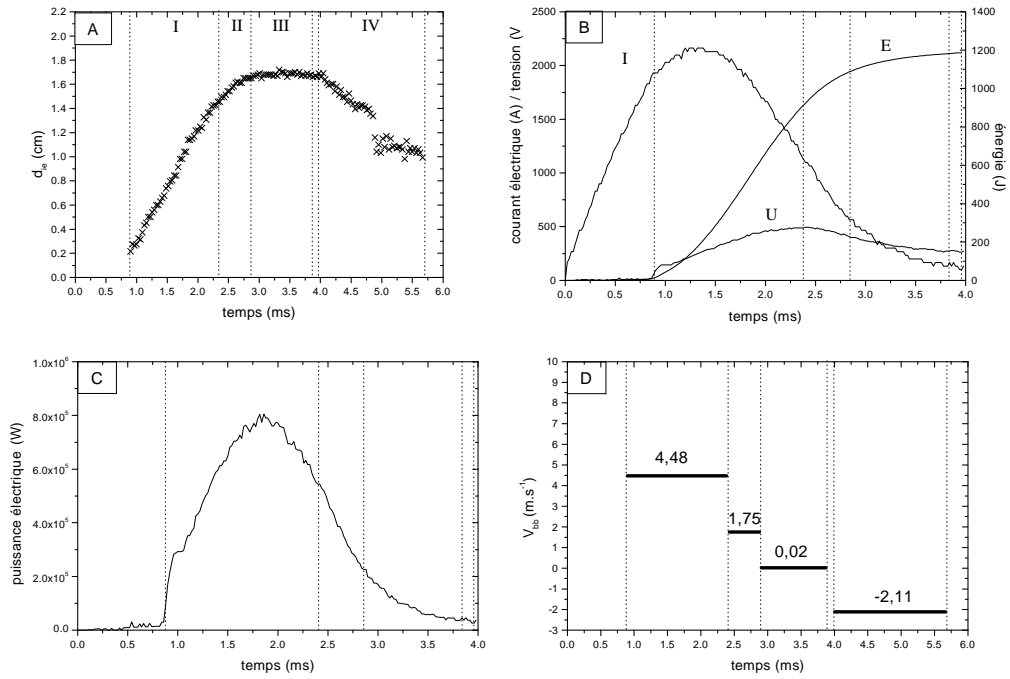 A
I
II
III
IV
d_ie (cm)
2.0
1.8
1.6
1.4
1.2
1.0
0.8
0.6
0.4
0.2
0.0
0.0 0.5 1.0 1.5 2.0 2.5 3.0 3.5 4.0 4.5 5.0 5.5 6.0
temps (ms)
B
I
E
U
courant électrique (A) / tension (V
2500
2000
1500
1000
500
0
1400
1200
1000
800
600
400
200
0
énergie (J)
0.0 0.5 1.0 1.5 2.0 2.5 3.0 3.5 4.0
temps (ms)
C
puissance électrique (W)
1.0x10⁶
8.0x10⁵
6.0x10⁵
4.0x10⁵
2.0x10⁵
0.0
0.0 0.5 1.0 1.5 2.0 2.5 3.0 3.5 4.0
temps (ms)
D
V_bb (m.s⁻¹)
10
9
8
7
6
5
4
3
2
1
0
-1
-2
-3
4,48
1,75
0,02
-2,11
0.0 0.5 1.0 1.5 2.0 2.5 3.0 3.5 4.0 4.5 5.0 5.5 6.0
temps (ms)